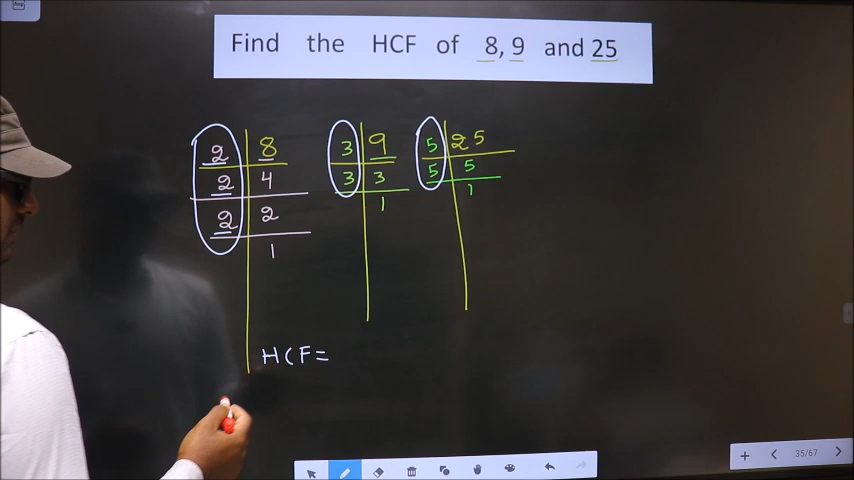 Find the HCF of 8, 9 and 25
2 8 3 9 5 25
2 4 3 3 5 5
2 2 1 1
1
HCF=
35/67